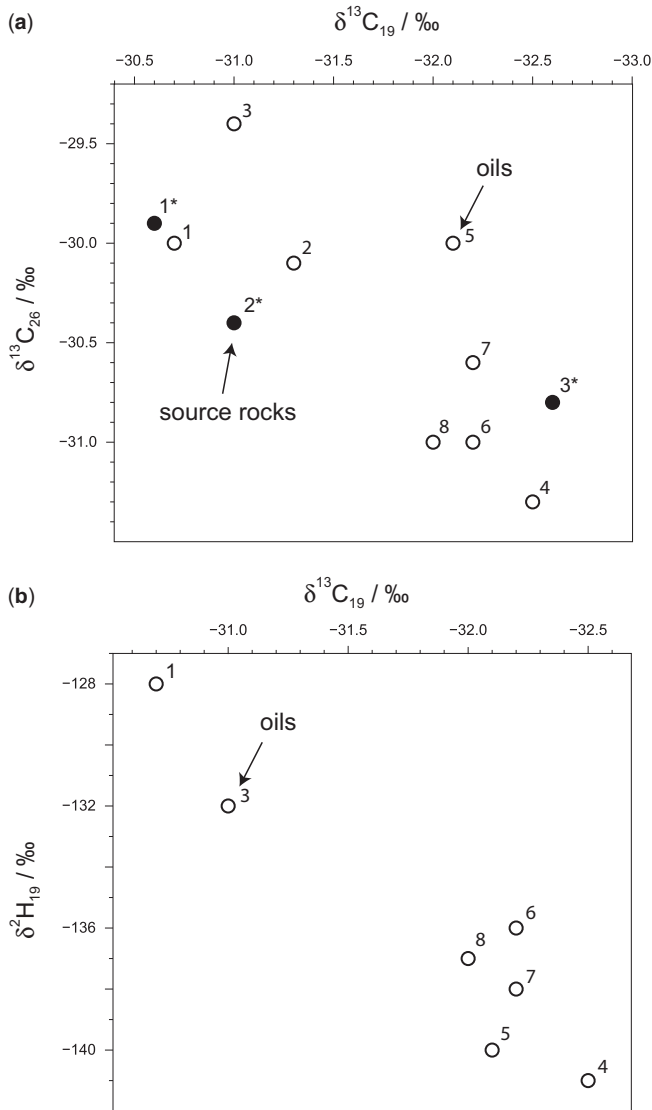 (a)
δ¹³C₁₉ / ‰
−30.5 −31.0 −31.5 −32.0 −32.5 −33.0
3
−29.5
1*
oils
−30.0
1
2
5
2*
δ¹³C₂₆ / ‰
7
3*
source rocks
8
6
−31.0
4
−30.5
(b)
δ¹³C₁₉ / ‰
−31.0 −31.5 −32.0 −32.5
−128
1
oils
3
−132
δ²H₁₉ / ‰
6
−136
8
7
5
−140
4